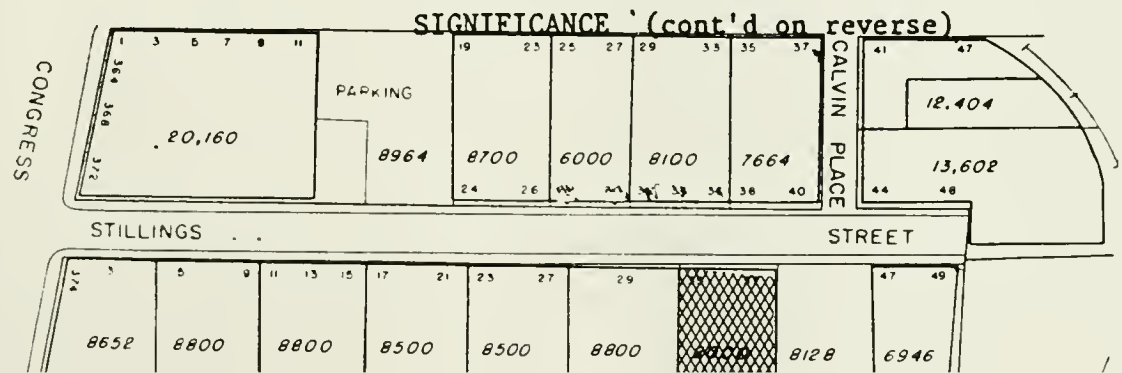 SIGNIFICANCE (cont'd on reverse)
1 3 5 7 9 11
19 23 25 27 29 33 35 37
41 47
364
368
372
CONGRESS
PARKING
CALVIN PLACE
12,404
20,160
8964 8700 6000 8100 7664
13,602
24 26
36 38 40
44 46
STILLINGS STREET
374
3 5 9 11 13 15 17 21 23 27 29
47 49
8652 8800 8800 8500 8500 8800
8128 6946